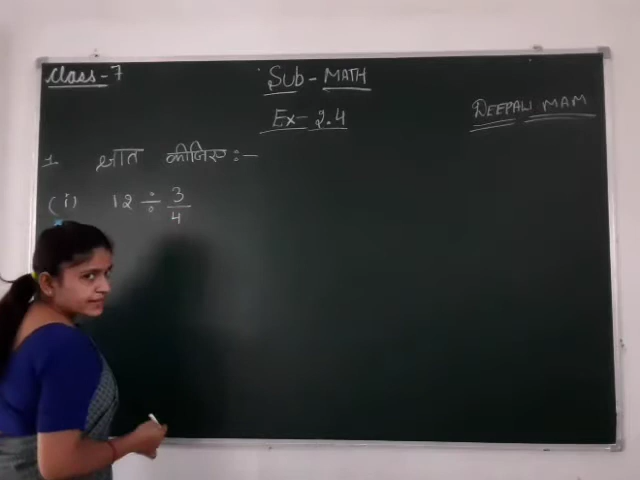 Class-7
Sub-MATH
Ex-2.4
DEEPALI MAM
1. ज्ञात कीजिए :-
(i) 12 ÷ 3/4